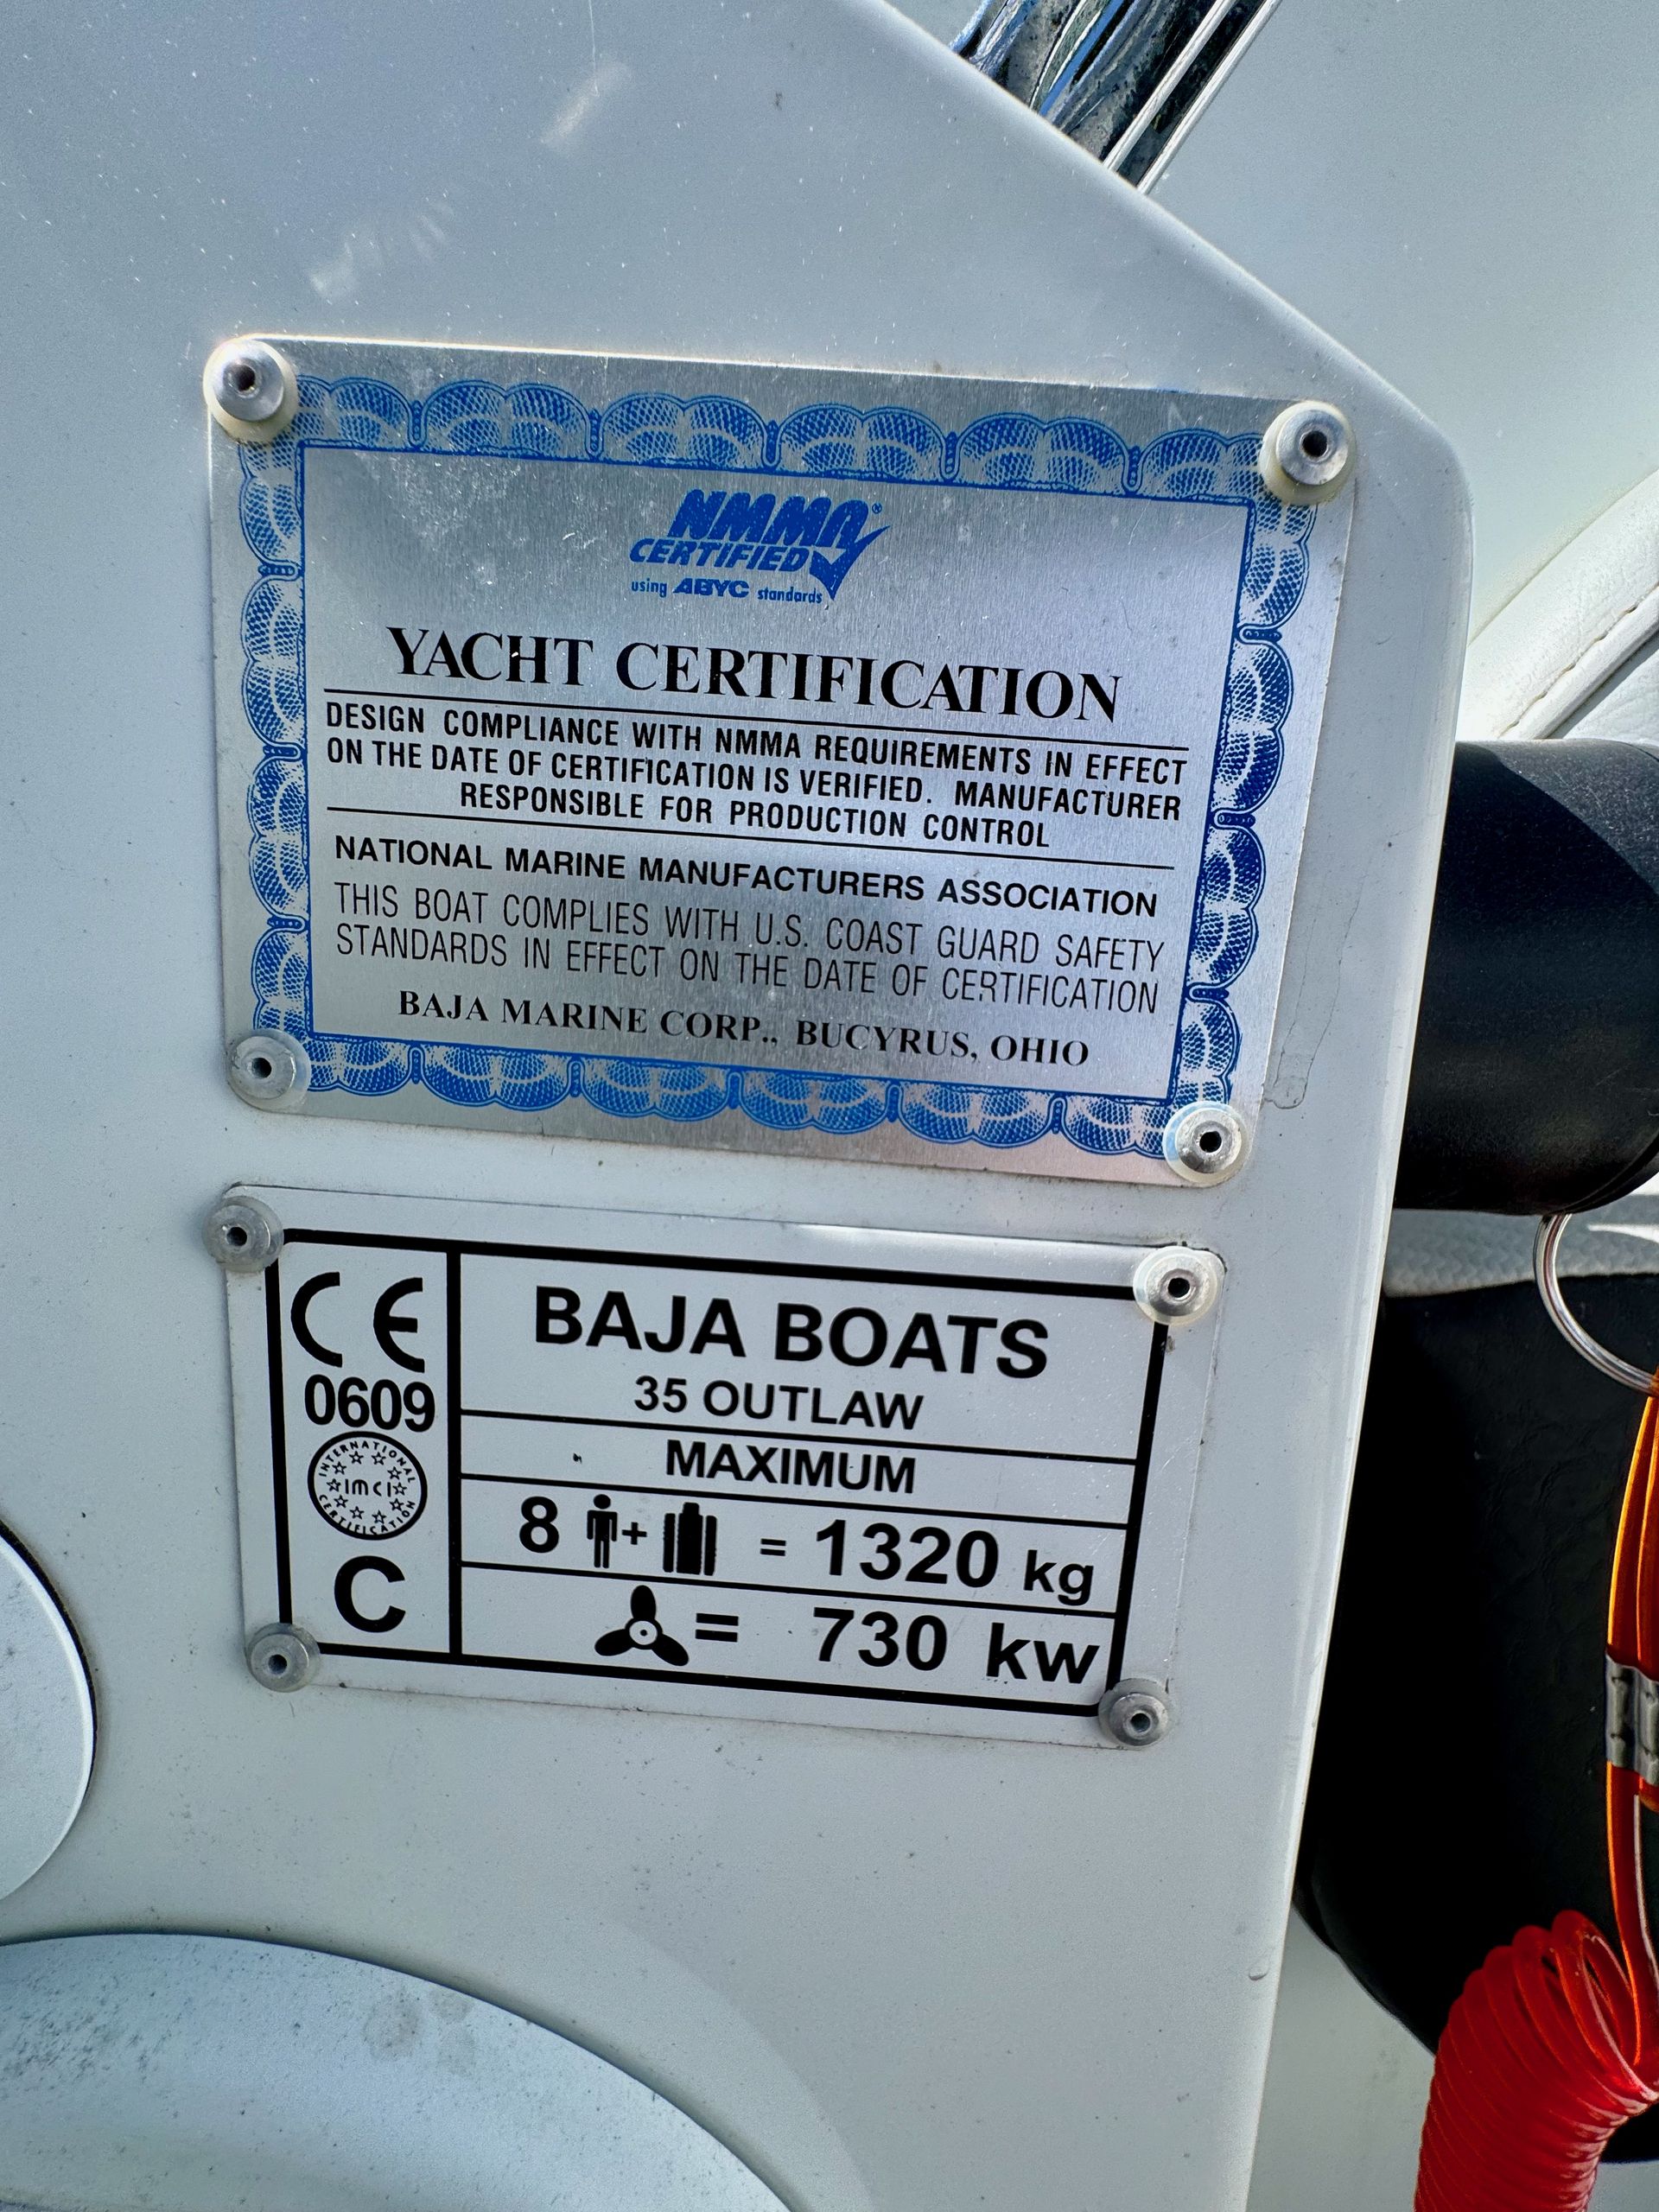 NMMA®
CERTIFIED
using ABYC standards
YACHT CERTIFICATION
DESIGN COMPLIANCE WITH NMMA REQUIREMENTS IN EFFECT
ON THE DATE OF CERTIFICATION IS VERIFIED. MANUFACTURER
RESPONSIBLE FOR PRODUCTION CONTROL
NATIONAL MARINE MANUFACTURERS ASSOCIATION
THIS BOAT COMPLIES WITH U.S. COAST GUARD SAFETY
STANDARDS IN EFFECT ON THE DATE OF CERTIFICATION
BAJA MARINE CORP., BUCYRUS, OHIO
CE
0609
INTERNATIONAL
IMCI
CERTIFICATION
C
BAJA BOATS
35 OUTLAW
MAXIMUM
8 + = 1320 kg
= 730 kw